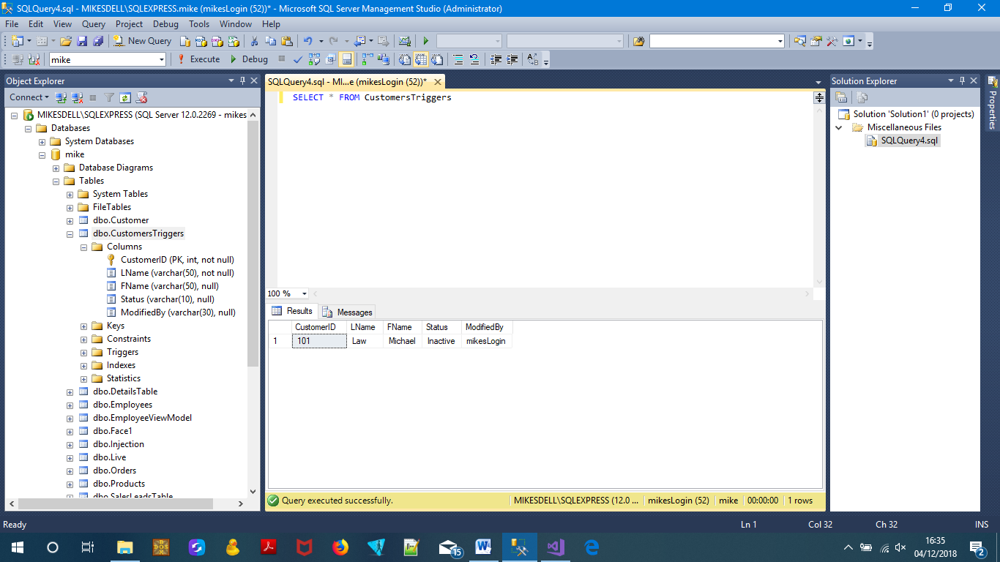 SQLQuery4.sql - MIKESDELL\SQLEXPRESS.mike (mikesLogin (52))* - Microsoft SQL Server Management Studio (Administrator)
File Edit View Query Project Debug Tools Window Help
New Query
mike Execute Debug
Object Explorer
Connect
MIKESDELL\SQLEXPRESS (SQL Server 12.0.2269 - mikes
Databases
System Databases
mike
Database Diagrams
Tables
System Tables
FileTables
dbo.Customer
dbo.CustomersTriggers
Columns
CustomerID (PK, int, not null)
LName (varchar(50), not null)
FName (varchar(50), null)
Status (varchar(10), null)
ModifiedBy (varchar(30), null)
Keys
Constraints
Triggers
Indexes
Statistics
dbo.DetailsTable
dbo.Employees
dbo.EmployeeViewModel
dbo.Face1
dbo.Injection
dbo.Live
dbo.Orders
dbo.Products
dbo.SalesLeadsTable
SQLQuery4.sql - MI...e (mikesLogin (52))*
SELECT * FROM CustomersTriggers
100 %
Results Messages
CustomerID LName FName Status ModifiedBy
1 101 Law Michael Inactive mikesLogin
Query executed successfully. MIKESDELL\SQLEXPRESS (12.0 ... mikesLogin (52) mike 00:00:00 1 rows
Solution Explorer
Solution 'Solution1' (0 projects)
Miscellaneous Files
SQLQuery4.sql
Properties
Ready Ln 1 Col 32 Ch 32 INS
DOS
15
16:35
04/12/2018
2